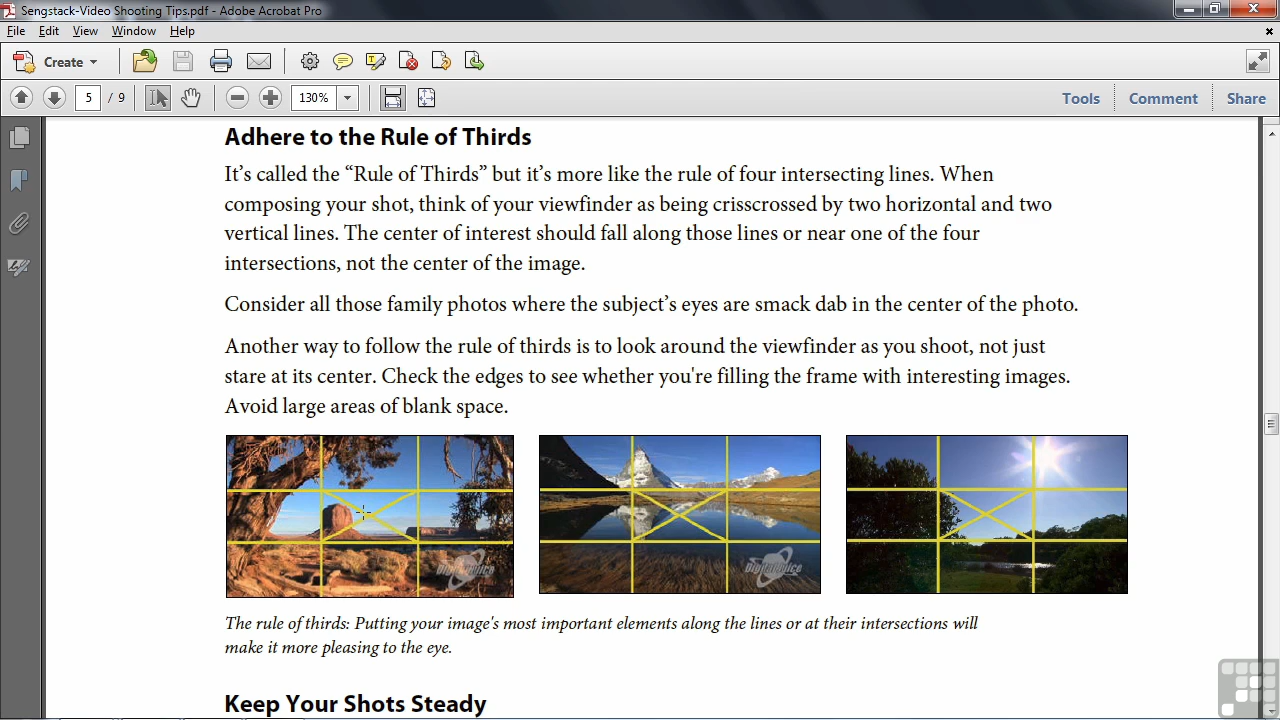 Sengstack-Video Shooting Tips.pdf - Adobe Acrobat Pro
File Edit View Window Help
Create
5 / 9 130% Tools Comment Share
Adhere to the Rule of Thirds
It’s called the “Rule of Thirds” but it’s more like the rule of four intersecting lines. When
composing your shot, think of your viewfinder as being crisscrossed by two horizontal and two
vertical lines. The center of interest should fall along those lines or near one of the four
intersections, not the center of the image.
Consider all those family photos where the subject’s eyes are smack dab in the center of the photo.
Another way to follow the rule of thirds is to look around the viewfinder as you shoot, not just
stare at its center. Check the edges to see whether you're filling the frame with interesting images.
Avoid large areas of blank space.
The rule of thirds: Putting your image's most important elements along the lines or at their intersections will
make it more pleasing to the eye.
Keep Your Shots Steady